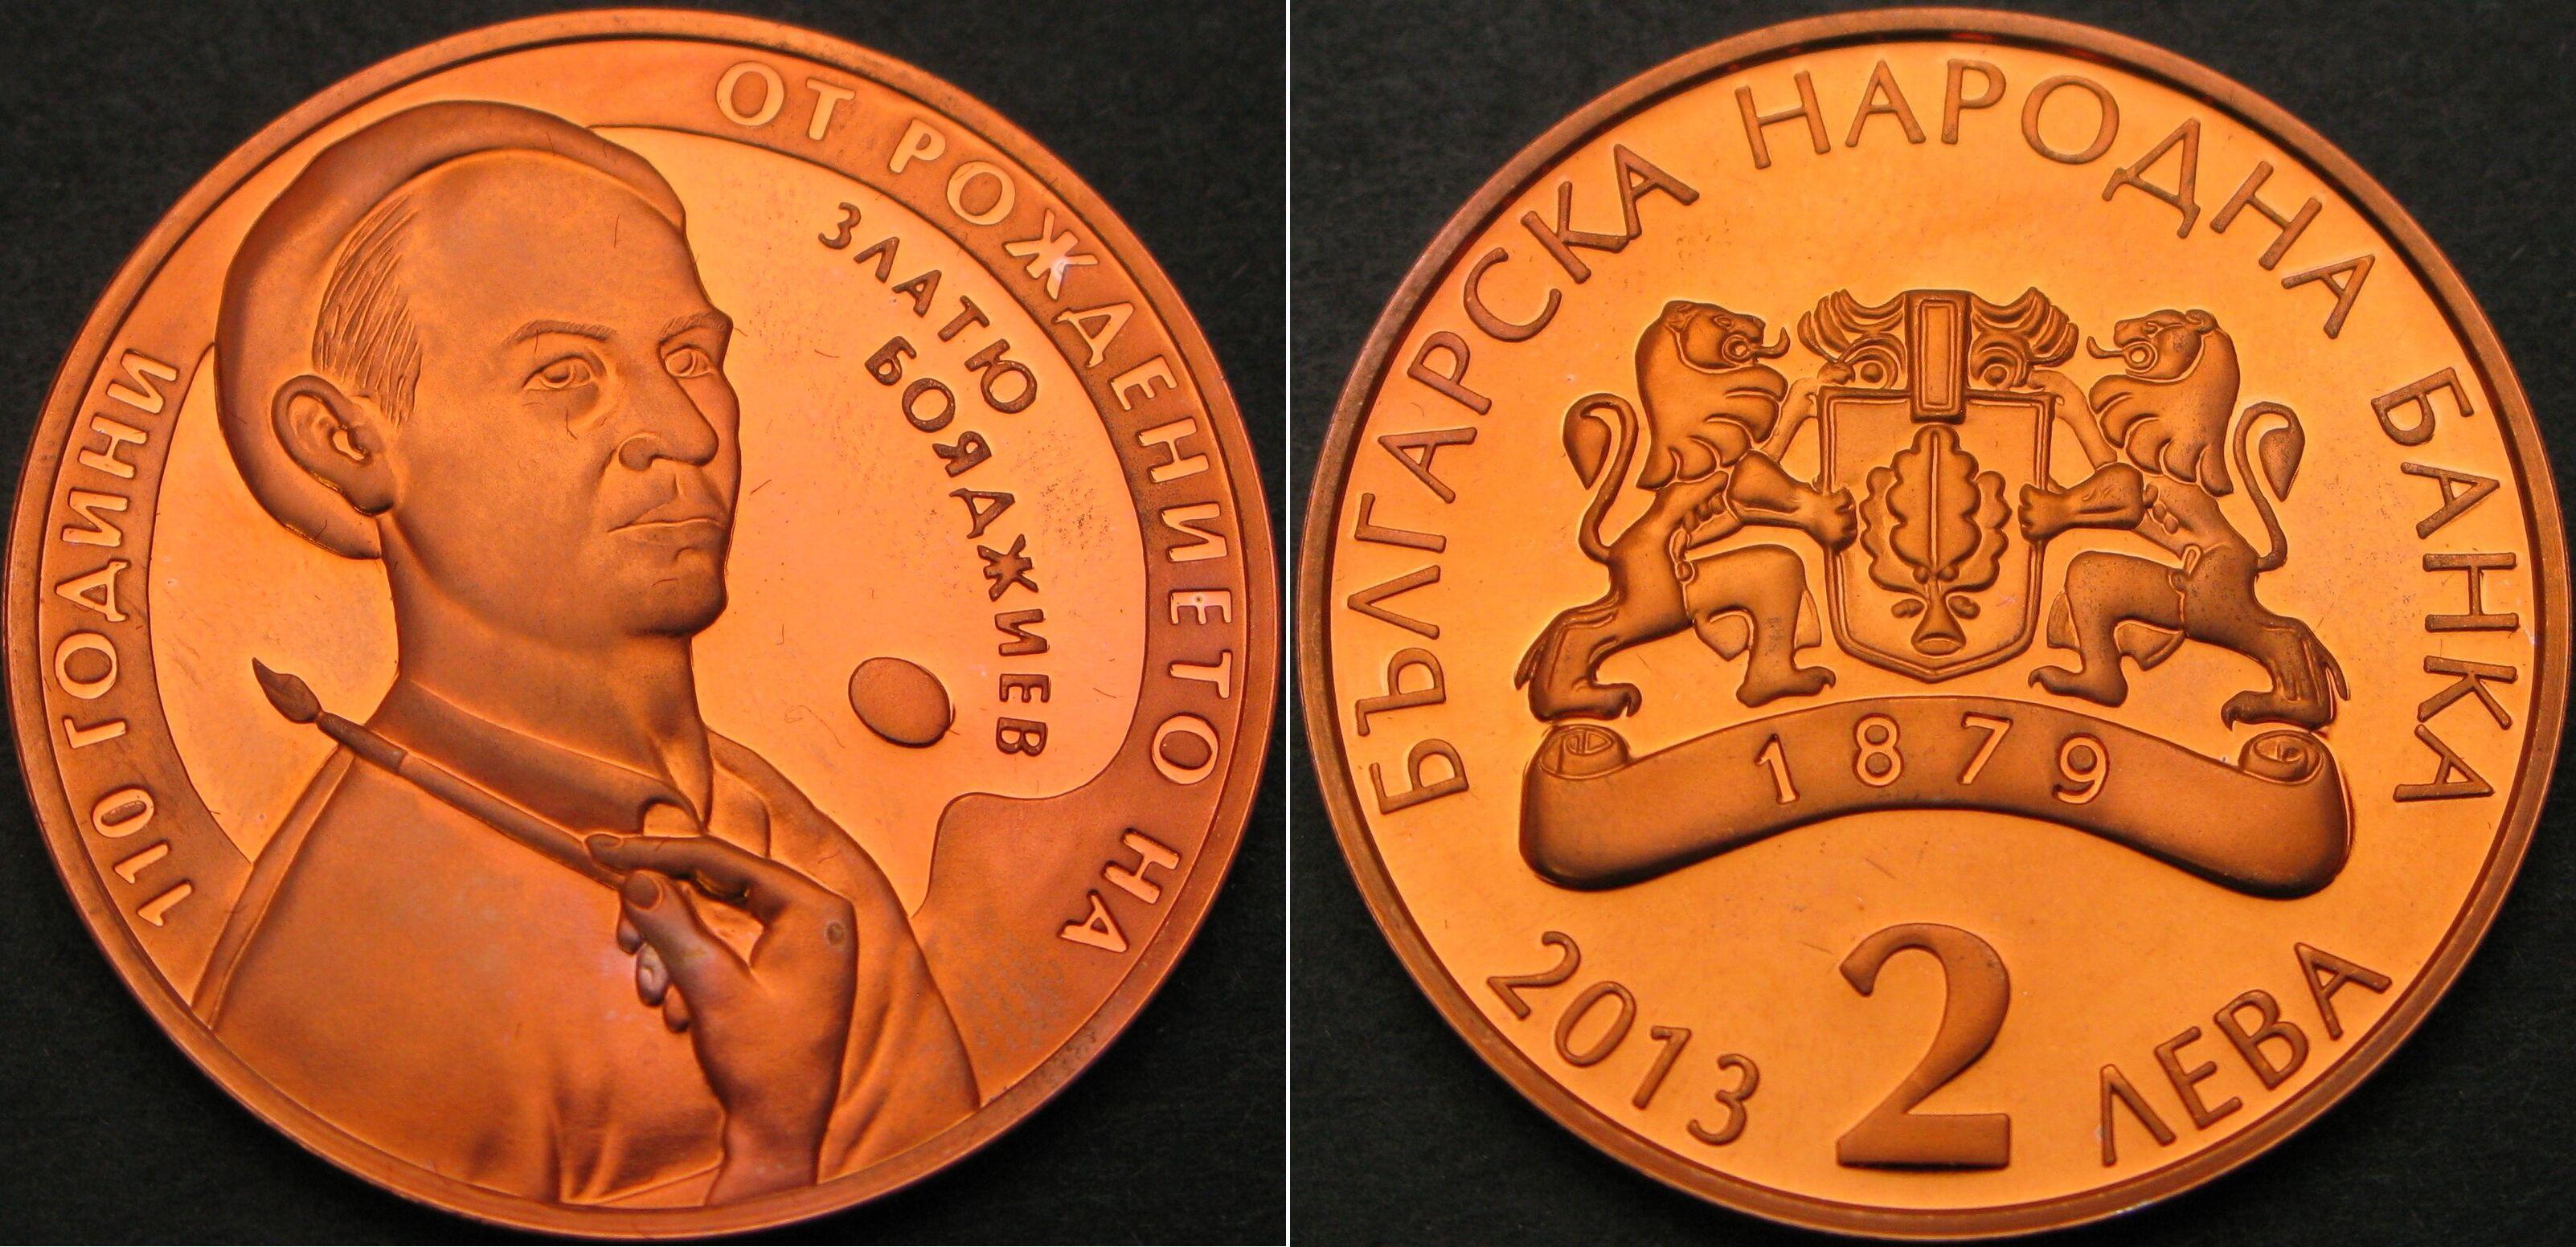 110 ГОДИНИ ОТ РОЖДЕНИЕТО НА
ЗЛАТЮ
БОЯДЖИЕВ
БЪЛГАРСКА НАРОДНА БАНКА
1879
2013 2 ЛЕВА